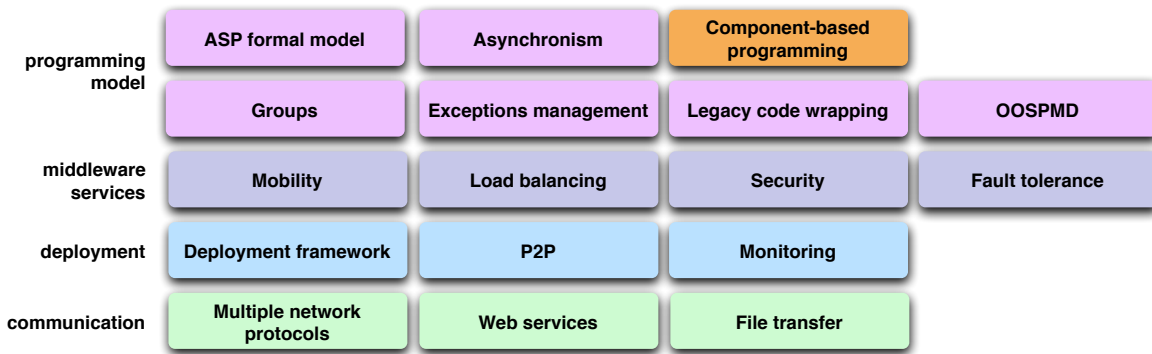 programming
model
ASP formal model
Asynchronism
Component-based
programming
Groups
Exceptions management
Legacy code wrapping
OOSPMD
middleware
services
Mobility
Load balancing
Security
Fault tolerance
deployment
Deployment framework
P2P
Monitoring
communication
Multiple network
protocols
Web services
File transfer